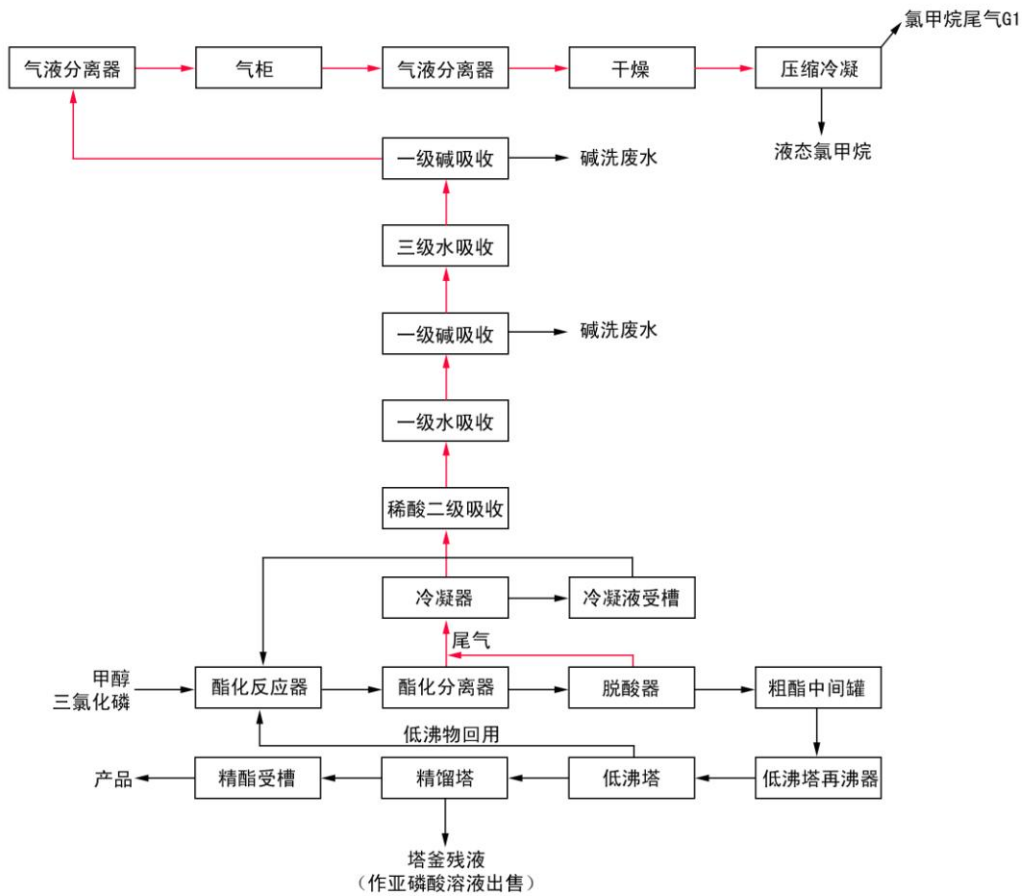 氯甲烷尾气G1
气液分离器
气柜
气液分离器
干燥
压缩冷凝
液态氯甲烷
一级碱吸收
碱洗废水
三级水吸收
一级碱吸收
碱洗废水
一级水吸收
稀酸二级吸收
冷凝器
冷凝液受槽
尾气
甲醇
三氯化磷
酯化反应器
酯化分离器
脱酸器
粗酯中间罐
低沸物回用
产品
精酯受槽
精馏塔
低沸塔
低沸塔再沸器
塔釜残液
（作亚磷酸溶液出售）